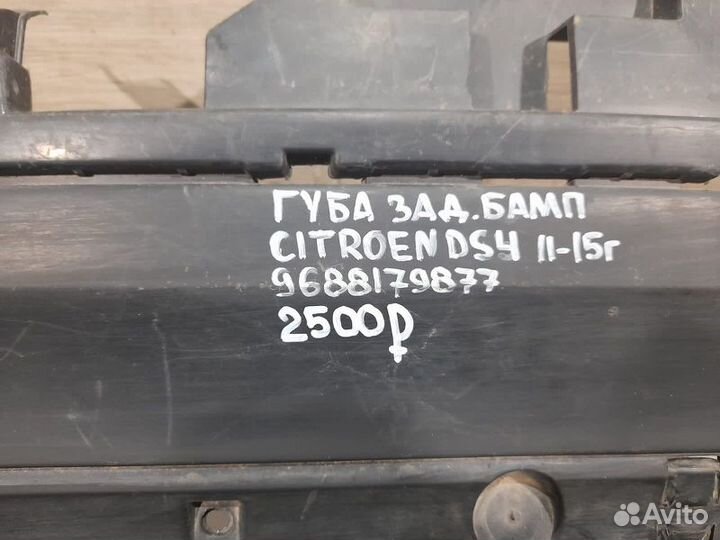 ГУБА ЗАД.БАМП
CITROEN DS4 11-15г
9688179877
2500₽
Avito